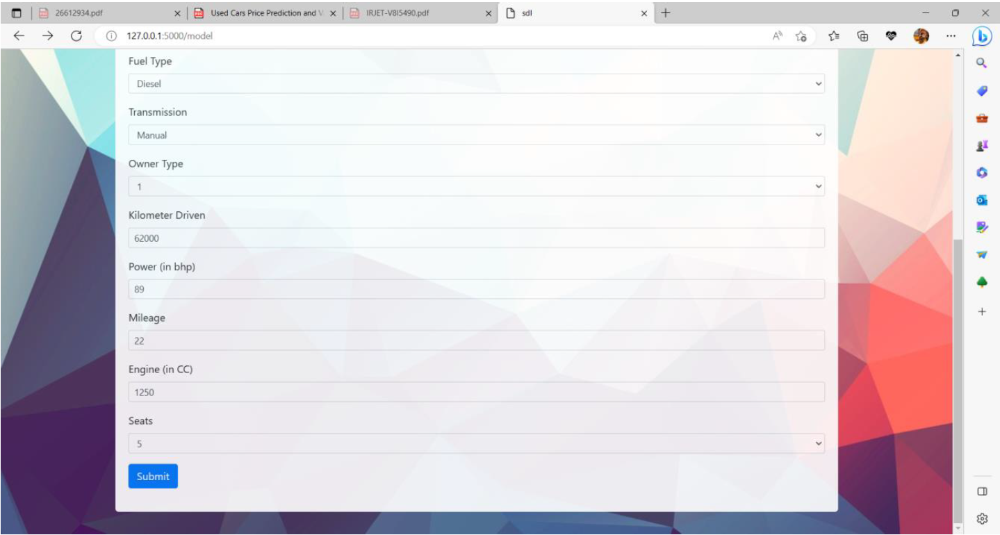 26612934.pdf
Used Cars Price Prediction and V
IRJET-V8I5490.pdf
sdl
127.0.0.1:5000/model
Fuel Type
Diesel
Transmission
Manual
Owner Type
1
Kilometer Driven
62000
Power (in bhp)
89
Mileage
22
Engine (in CC)
1250
Seats
5
Submit